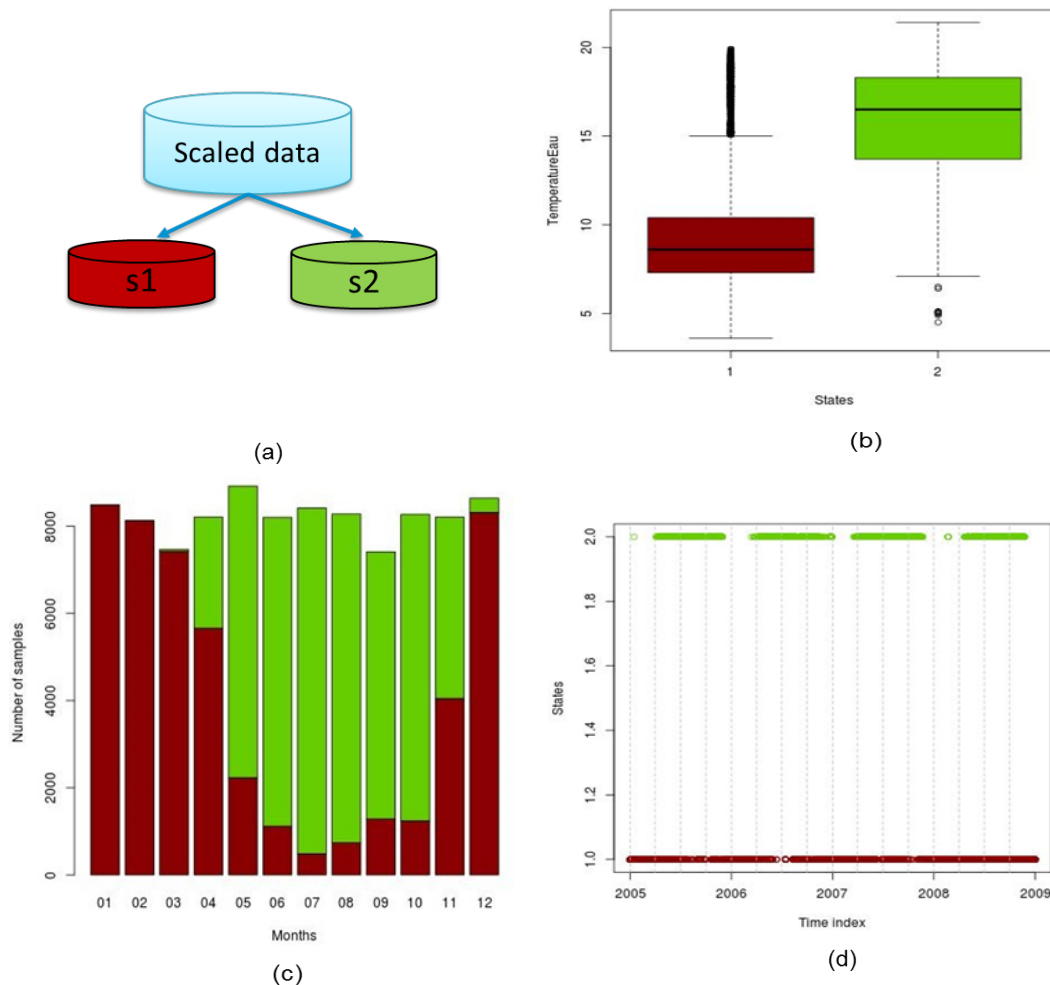 Scaled data
s1
s2
(a)
TemperatureEau
20
15
10
5
1
2
States
(b)
Number of samples
8000
6000
4000
2000
0
01 02 03 04 05 06 07 08 09 10 11 12
Months
(c)
States
2.0
1.8
1.6
1.4
1.2
1.0
2005 2006 2007 2008 2009
Time index
(d)